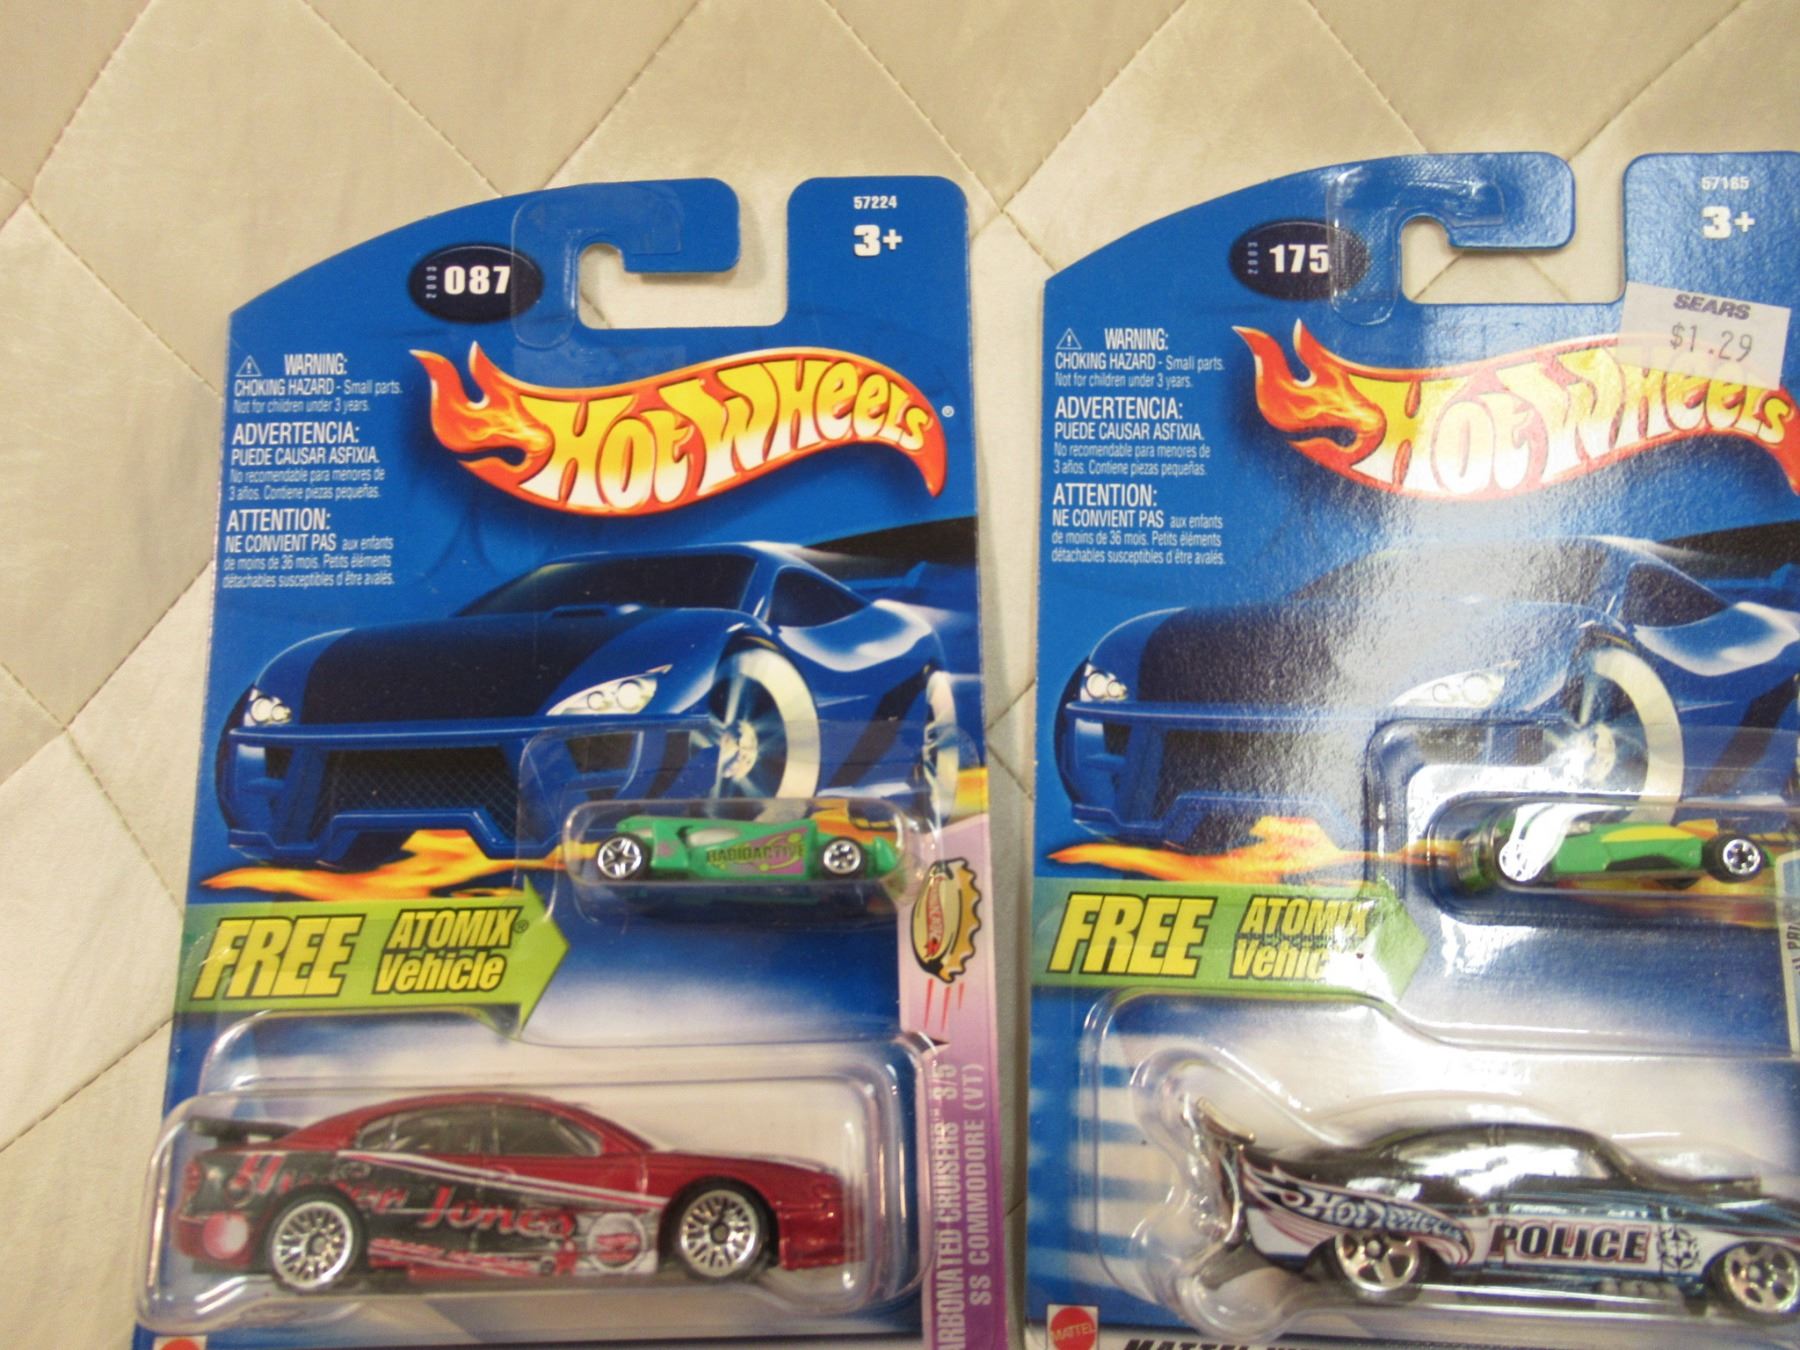 2003 087
57224
3+
WARNING:
CHOKING HAZARD - Small parts.
Not for children under 3 years.
ADVERTENCIA:
PUEDE CAUSAR ASFIXIA.
No recomendable para menores de
3 años. Contiene piezas pequeñas.
ATTENTION:
NE CONVIENT PAS aux enfants
de moins de 36 mois. Petits éléments
détachables susceptibles d'être avalés.
HOT WHEELS®
RADIOACTIVE
FREE ATOMIX® Vehicle
ARBONATED CRUISERS™ 3/5
SS COMMODORE (VT)
Jones
2003 175
57185
3+
SEARS
$1.29
WARNING:
CHOKING HAZARD - Small parts.
Not for children under 3 years.
ADVERTENCIA:
PUEDE CAUSAR ASFIXIA.
No recomendable para menores de
3 años. Contiene piezas pequeñas.
ATTENTION:
NE CONVIENT PAS aux enfants
de moins de 36 mois. Petits éléments
détachables susceptibles d'être avalés.
HOT WHEELS
FREE ATOMIX Vehicle
HOT WHEELS
POLICE
MATTEL